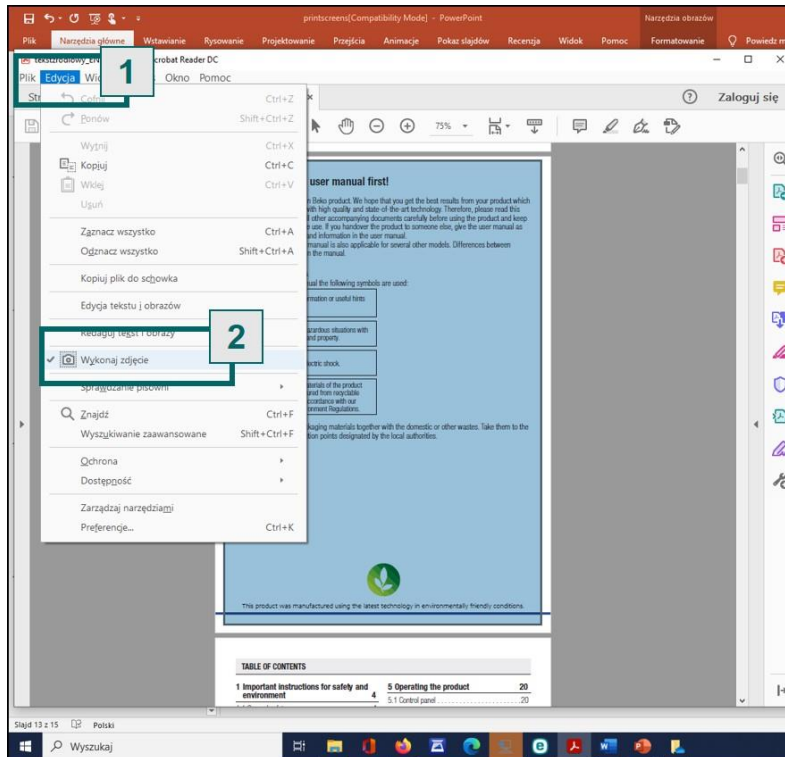 printscreens[Compatibility Mode] - PowerPoint
Narzędzia obrazów
Plik Narzędzia główne Wstawianie Rysowanie Projektowanie Przejścia Animacje Pokaz slajdów Recenzja Widok Pomoc Formatowanie Powiedz m
crobat Reader DC
Plik Edycja Okno Pomoc
1
Zaloguj się
Cofnij Ctrl+Z
Ponów Shift+Ctrl+Z
75%
Wytnij Ctrl+X
Kopiuj Ctrl+C
Wklej Ctrl+V
Usuń
Zaznacz wszystko Ctrl+A
Odznacz wszystko Shift+Ctrl+A
Kopiuj plik do schowka
Edycja tekstu i obrazów
Redaguj tekst i obrazy
2
Wykonaj zdjęcie
Sprawdzanie pisowni
Znajdź Ctrl+F
Wyszukiwanie zaawansowane Shift+Ctrl+F
Ochrona
Dostępność
Zarządzaj narzędziami
Preferencje... Ctrl+K
user manual first!
Beko product. We hope that you get the best results from your product which
with high quality and state-of-the-art technology. Therefore, please read this
other accompanying documents carefully before using the product and keep
use. If you handover the product to someone else, give the user manual as
and information in the user manual.
manual is also applicable for several other models. Differences between
the manual.
the following symbols are used:
or useful hints
hazardous situations with
and property.
shock.
materials of the product
from recyclable
accordance with our
Regulations.
materials together with the domestic or other wastes. Take them to the
points designated by the local authorities.
This product was manufactured using the latest technology in environmentally friendly conditions.
TABLE OF CONTENTS
1 Important instructions for safety and environment 4
5 Operating the product 20
5.1 Control panel 20
Slajd 13 z 15 Polski
Wyszukaj